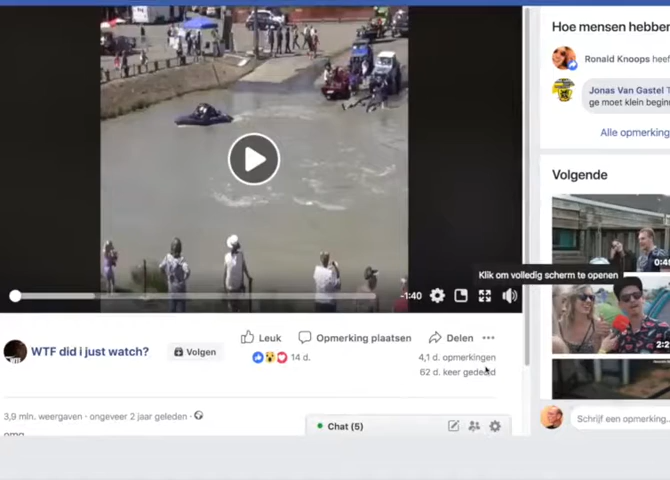 -1:40
Klik om volledig scherm te openen
WTF did i just watch?
Volgen
Leuk
Opmerking plaatsen
Delen
14 d.
4,1 d. opmerkingen
62 d. keer gedeeld
3,9 mln. weergaven · ongeveer 2 jaar geleden ·
omg
Chat (5)
Hoe mensen hebben
Ronald Knoops heef
Jonas Van Gastel T
ge moet klein begin
Alle opmerking
Volgende
0:4
2:2
Schrijf een opmerking...